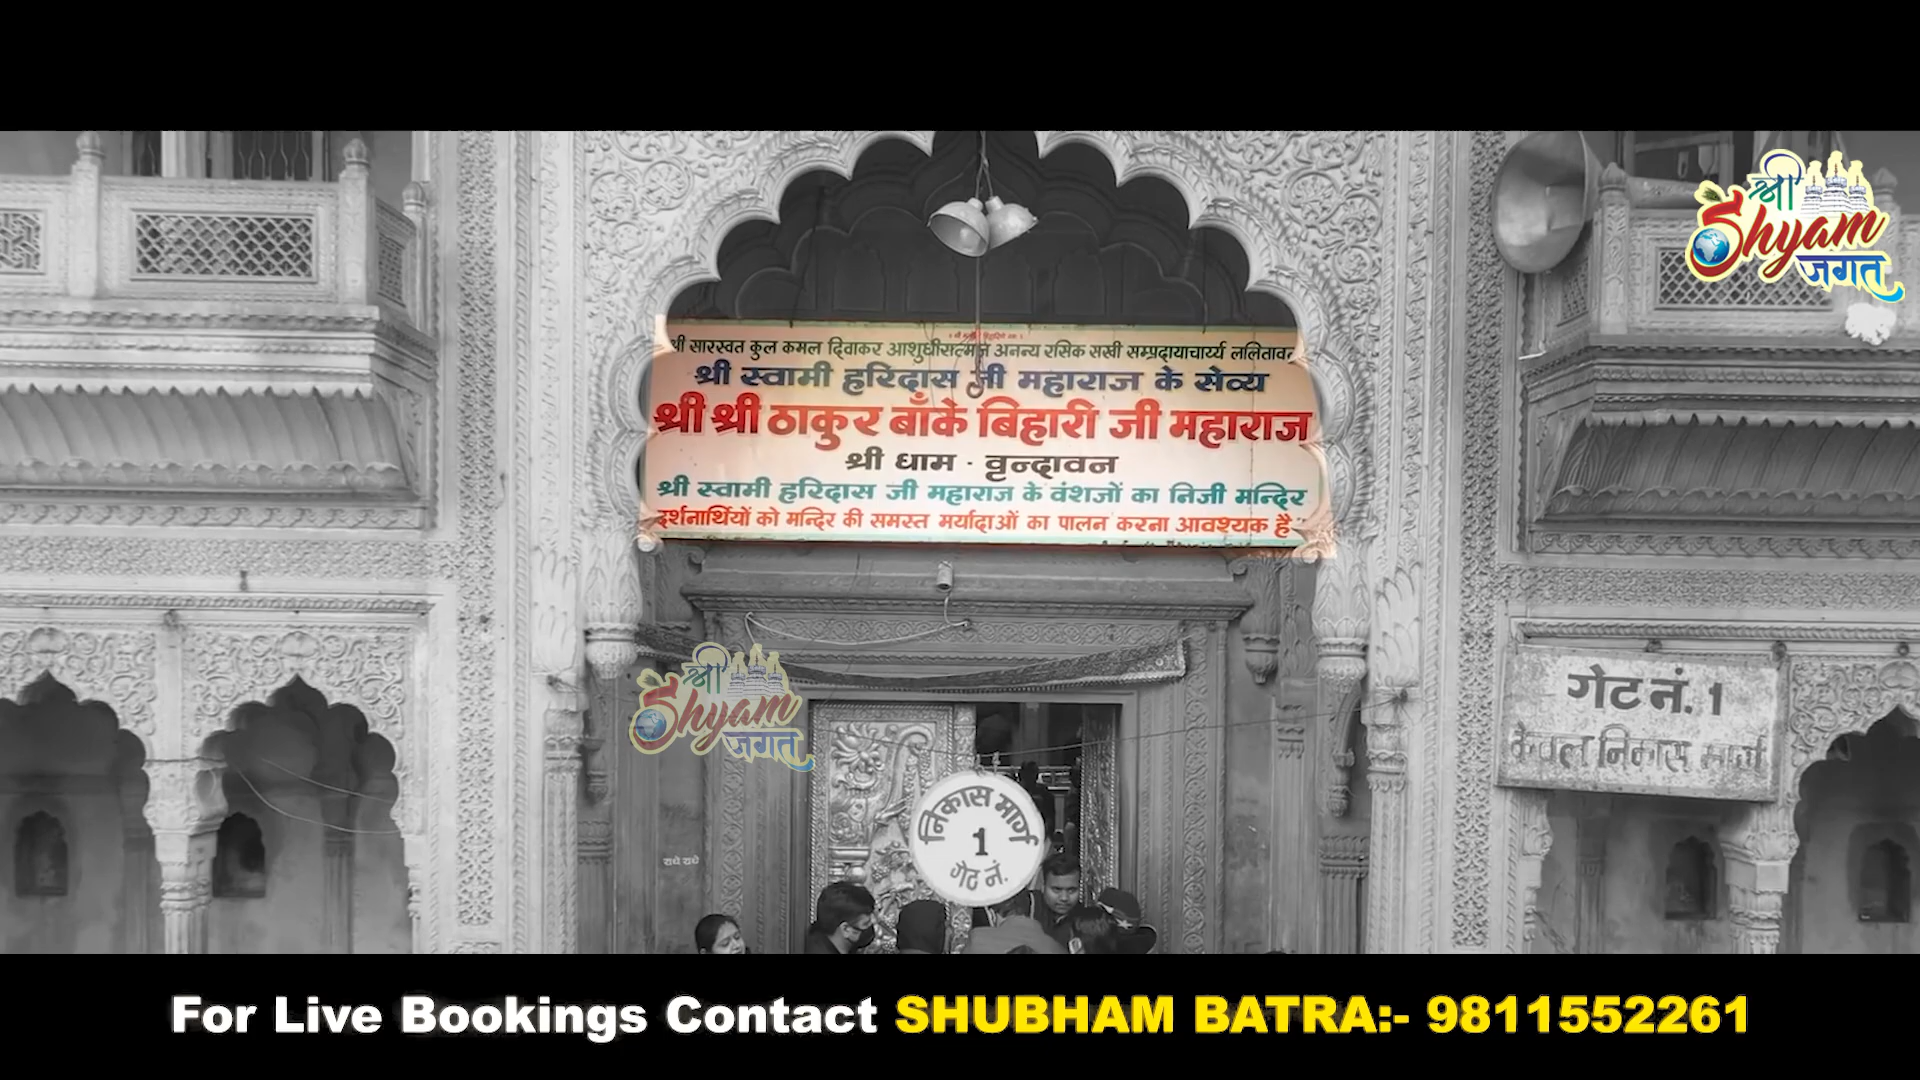 श्री Shyam जगत
श्री सारस्वत कुल कमल दिवाकर आशुधीरात्मज अनन्य रसिक सखी सम्प्रदायाचार्य्य ललितावतार
श्री स्वामी हरिदास जी महाराज के सेव्य
श्री श्री ठाकुर बाँके बिहारी जी महाराज
श्री धाम - वृन्दावन
श्री स्वामी हरिदास जी महाराज के वंशजों का निजी मन्दिर
दर्शनार्थियों को मन्दिर की समस्त मर्यादाओं का पालन करना आवश्यक है
श्री Shyam जगत
गेट नं. 1
केवल निकास मार्ग
निकास मार्ग
1
गेट नं.
राधे राधे
For Live Bookings Contact SHUBHAM BATRA:- 9811552261